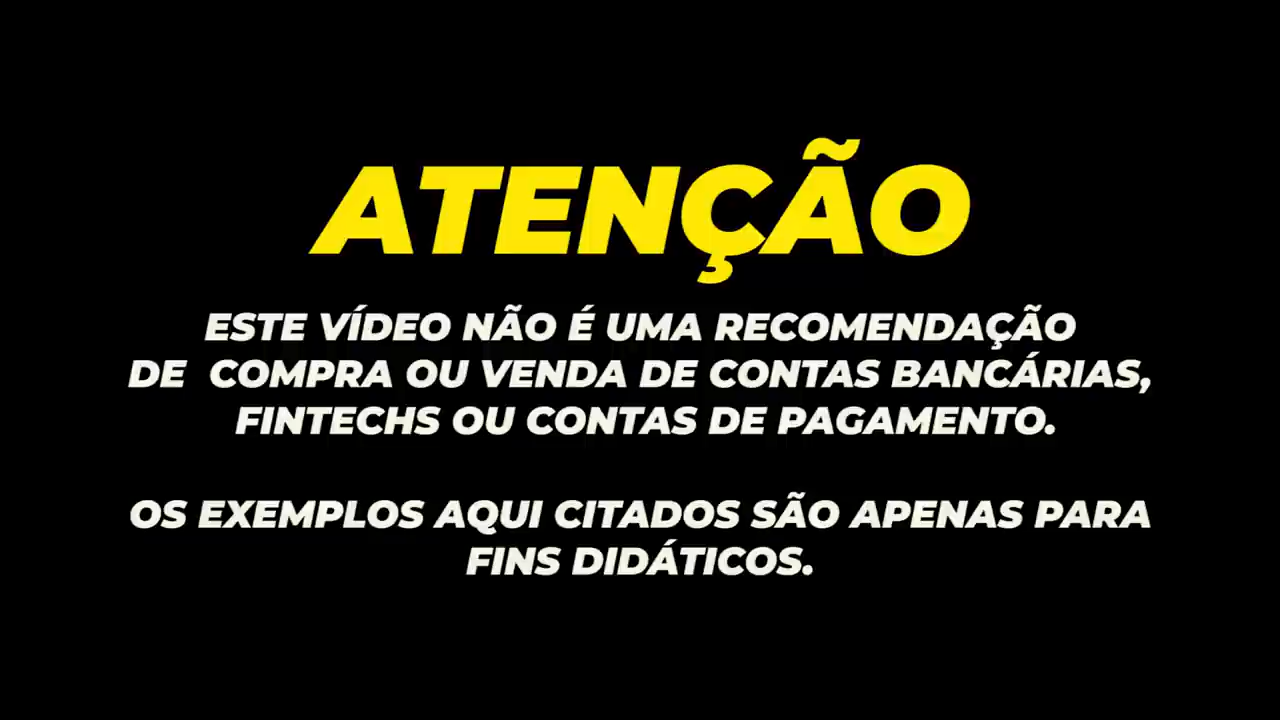 ATENÇÃO
ESTE VÍDEO NÃO É UMA RECOMENDAÇÃO
DE COMPRA OU VENDA DE CONTAS BANCÁRIAS,
FINTECHS OU CONTAS DE PAGAMENTO.
OS EXEMPLOS AQUI CITADOS SÃO APENAS PARA
FINS DIDÁTICOS.